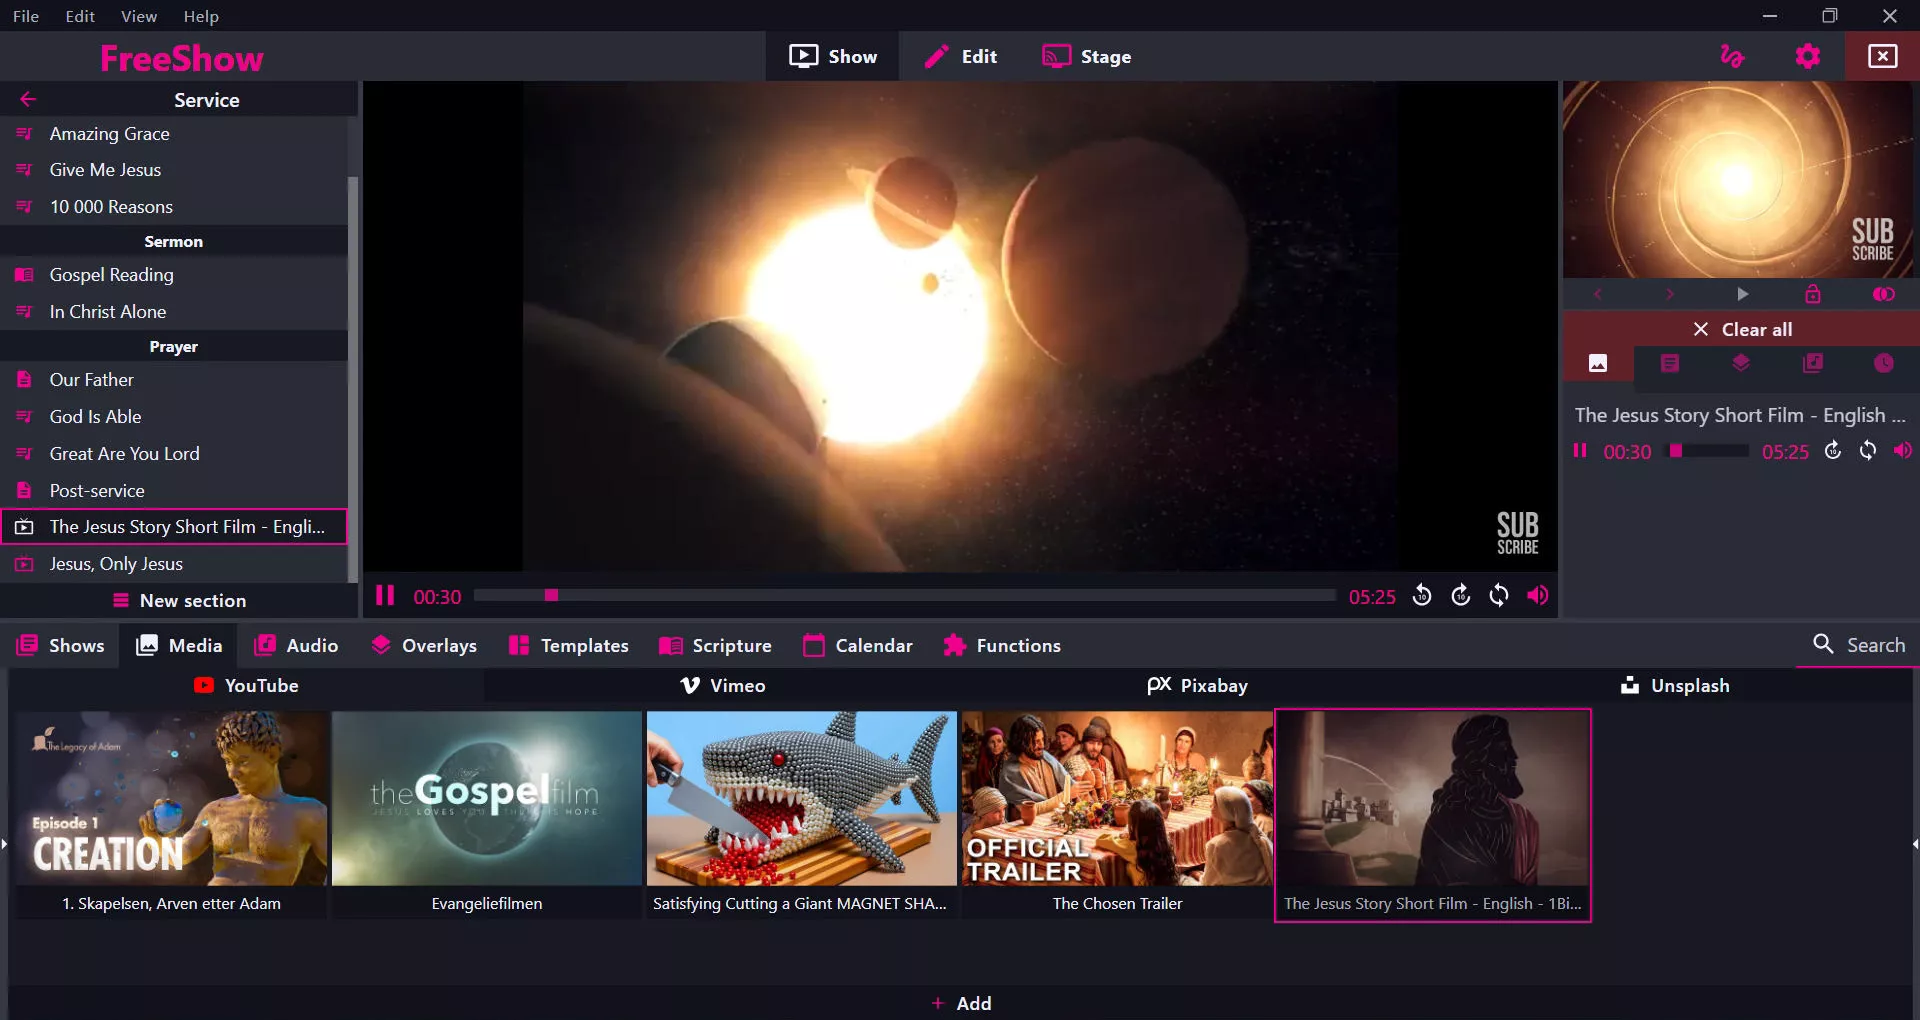 File Edit View Help
FreeShow
Show Edit Stage
Service
Amazing Grace
Give Me Jesus
10 000 Reasons
Sermon
Gospel Reading
In Christ Alone
Prayer
Our Father
God Is Able
Great Are You Lord
Post-service
The Jesus Story Short Film - Engli...
Jesus, Only Jesus
New section
SUB
SCRIBE
00:30 05:25 10 10
SUB
SCRIBE
Clear all
The Jesus Story Short Film - English ...
00:30 05:25 10
Shows Media Audio Overlays Templates Scripture Calendar Functions Search
YouTube Vimeo Pixabay Unsplash
The Legacy of Adam
Episode 1
CREATION
1. Skapelsen, Arven etter Adam
theGospelfilm
JESUS LOVES YOU & THERE IS HOPE
Evangeliefilmen
Satisfying Cutting a Giant MAGNET SHA...
OFFICIAL
TRAILER
The Chosen Trailer
The Jesus Story Short Film - English - 1Bi...
+ Add